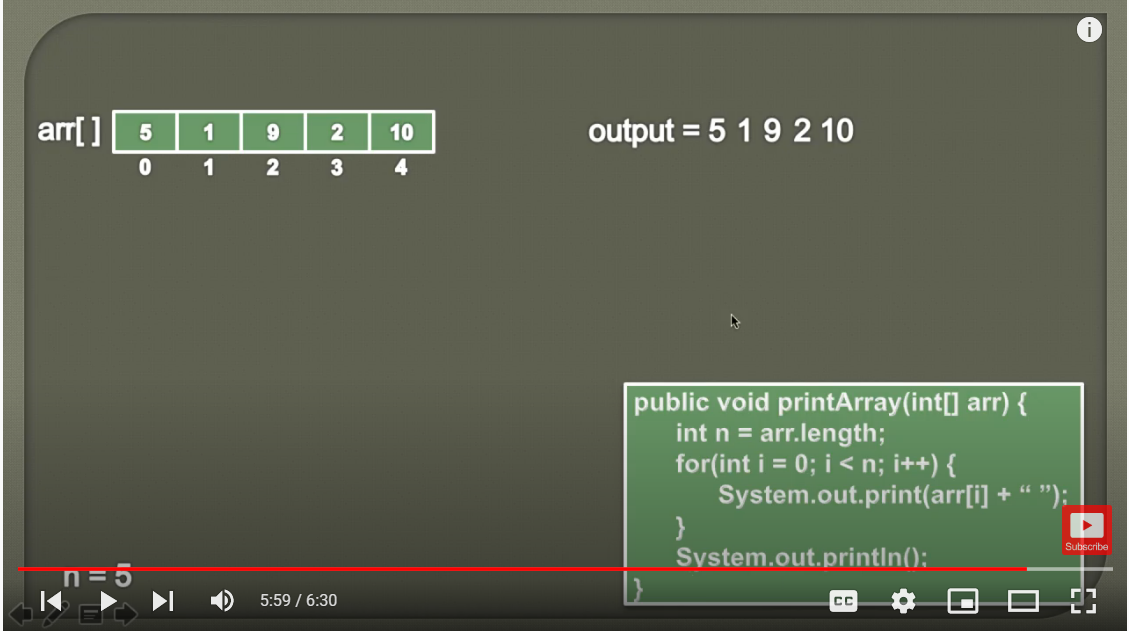 arr[ ] 5 1 9 2 10
0 1 2 3 4
output = 5 1 9 2 10
public void printArray(int[] arr) {
int n = arr.length;
for(int i = 0; i < n; i++) {
System.out.print(arr[i] + “ ”);
}
System.out.println();
}
n = 5
Subscribe
5:59 / 6:30
CC
i